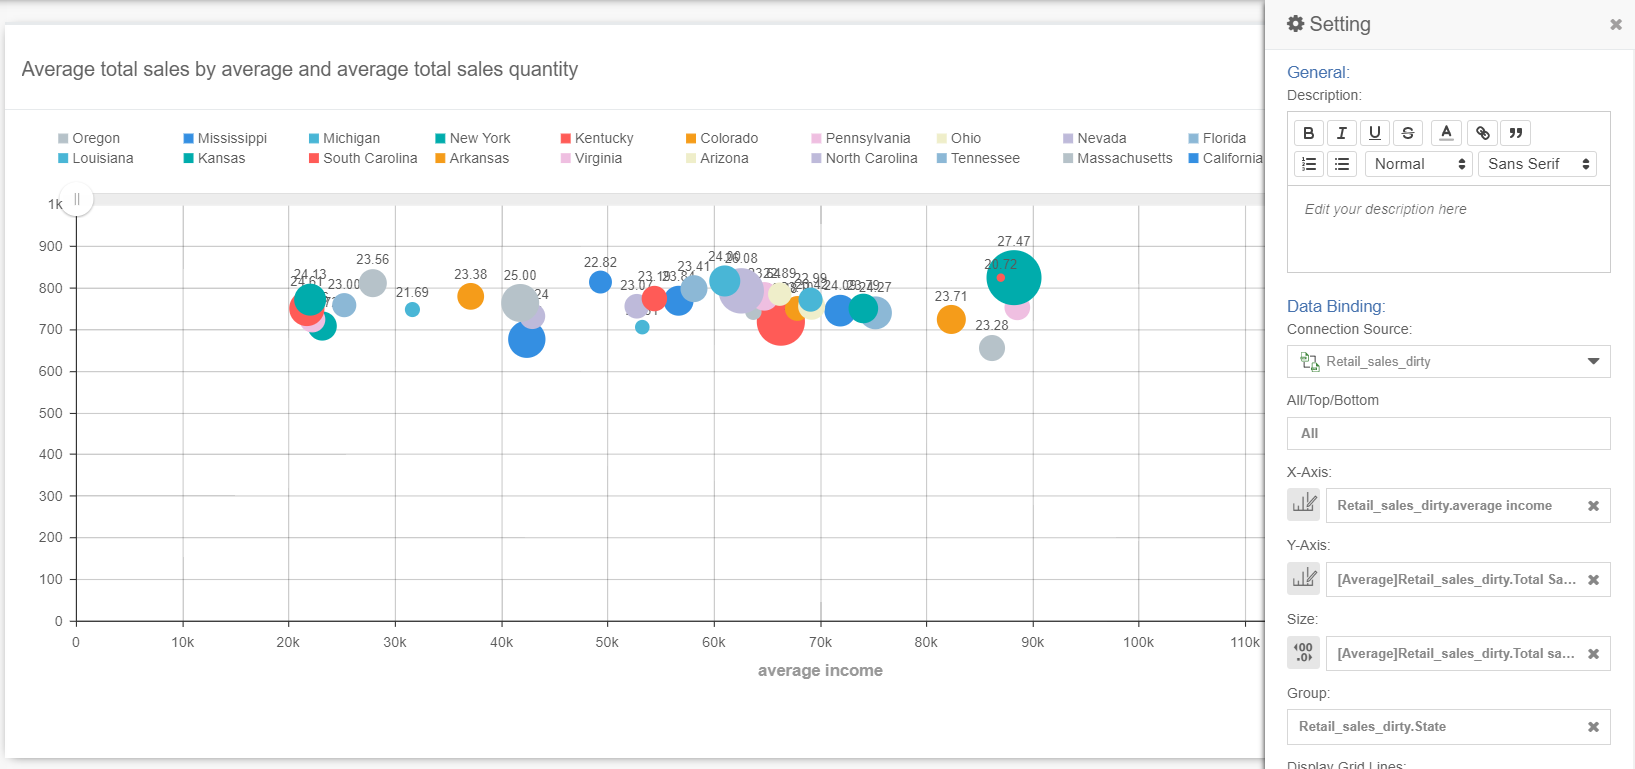 Setting
Average total sales by average and average total sales quantity
Oregon Mississippi Michigan New York Kentucky Colorado Pennsylvania Ohio Nevada Florida
Louisiana Kansas South Carolina Arkansas Virginia Arizona North Carolina Tennessee Massachusetts California
1k
900
800
700
600
500
400
300
200
100
0
27.47
24.00
26.08
23.56
22.82
23.41
24.13
23.38
25.00
23.19
20.72
24.61
23.00
21.69
23.07
23.84
22.99
24.09
23.79
24.27
23.71
23.28
0 10k 20k 30k 40k 50k 60k 70k 80k 90k 100k 110k
average income
General:
Description:
B I U S A
Normal Sans Serif
Edit your description here
Data Binding:
Connection Source:
Retail_sales_dirty
All/Top/Bottom
All
X-Axis:
Retail_sales_dirty.average income
Y-Axis:
[Average]Retail_sales_dirty.Total Sa...
Size:
[Average]Retail_sales_dirty.Total sa...
Group:
Retail_sales_dirty.State
Display Grid Lines: